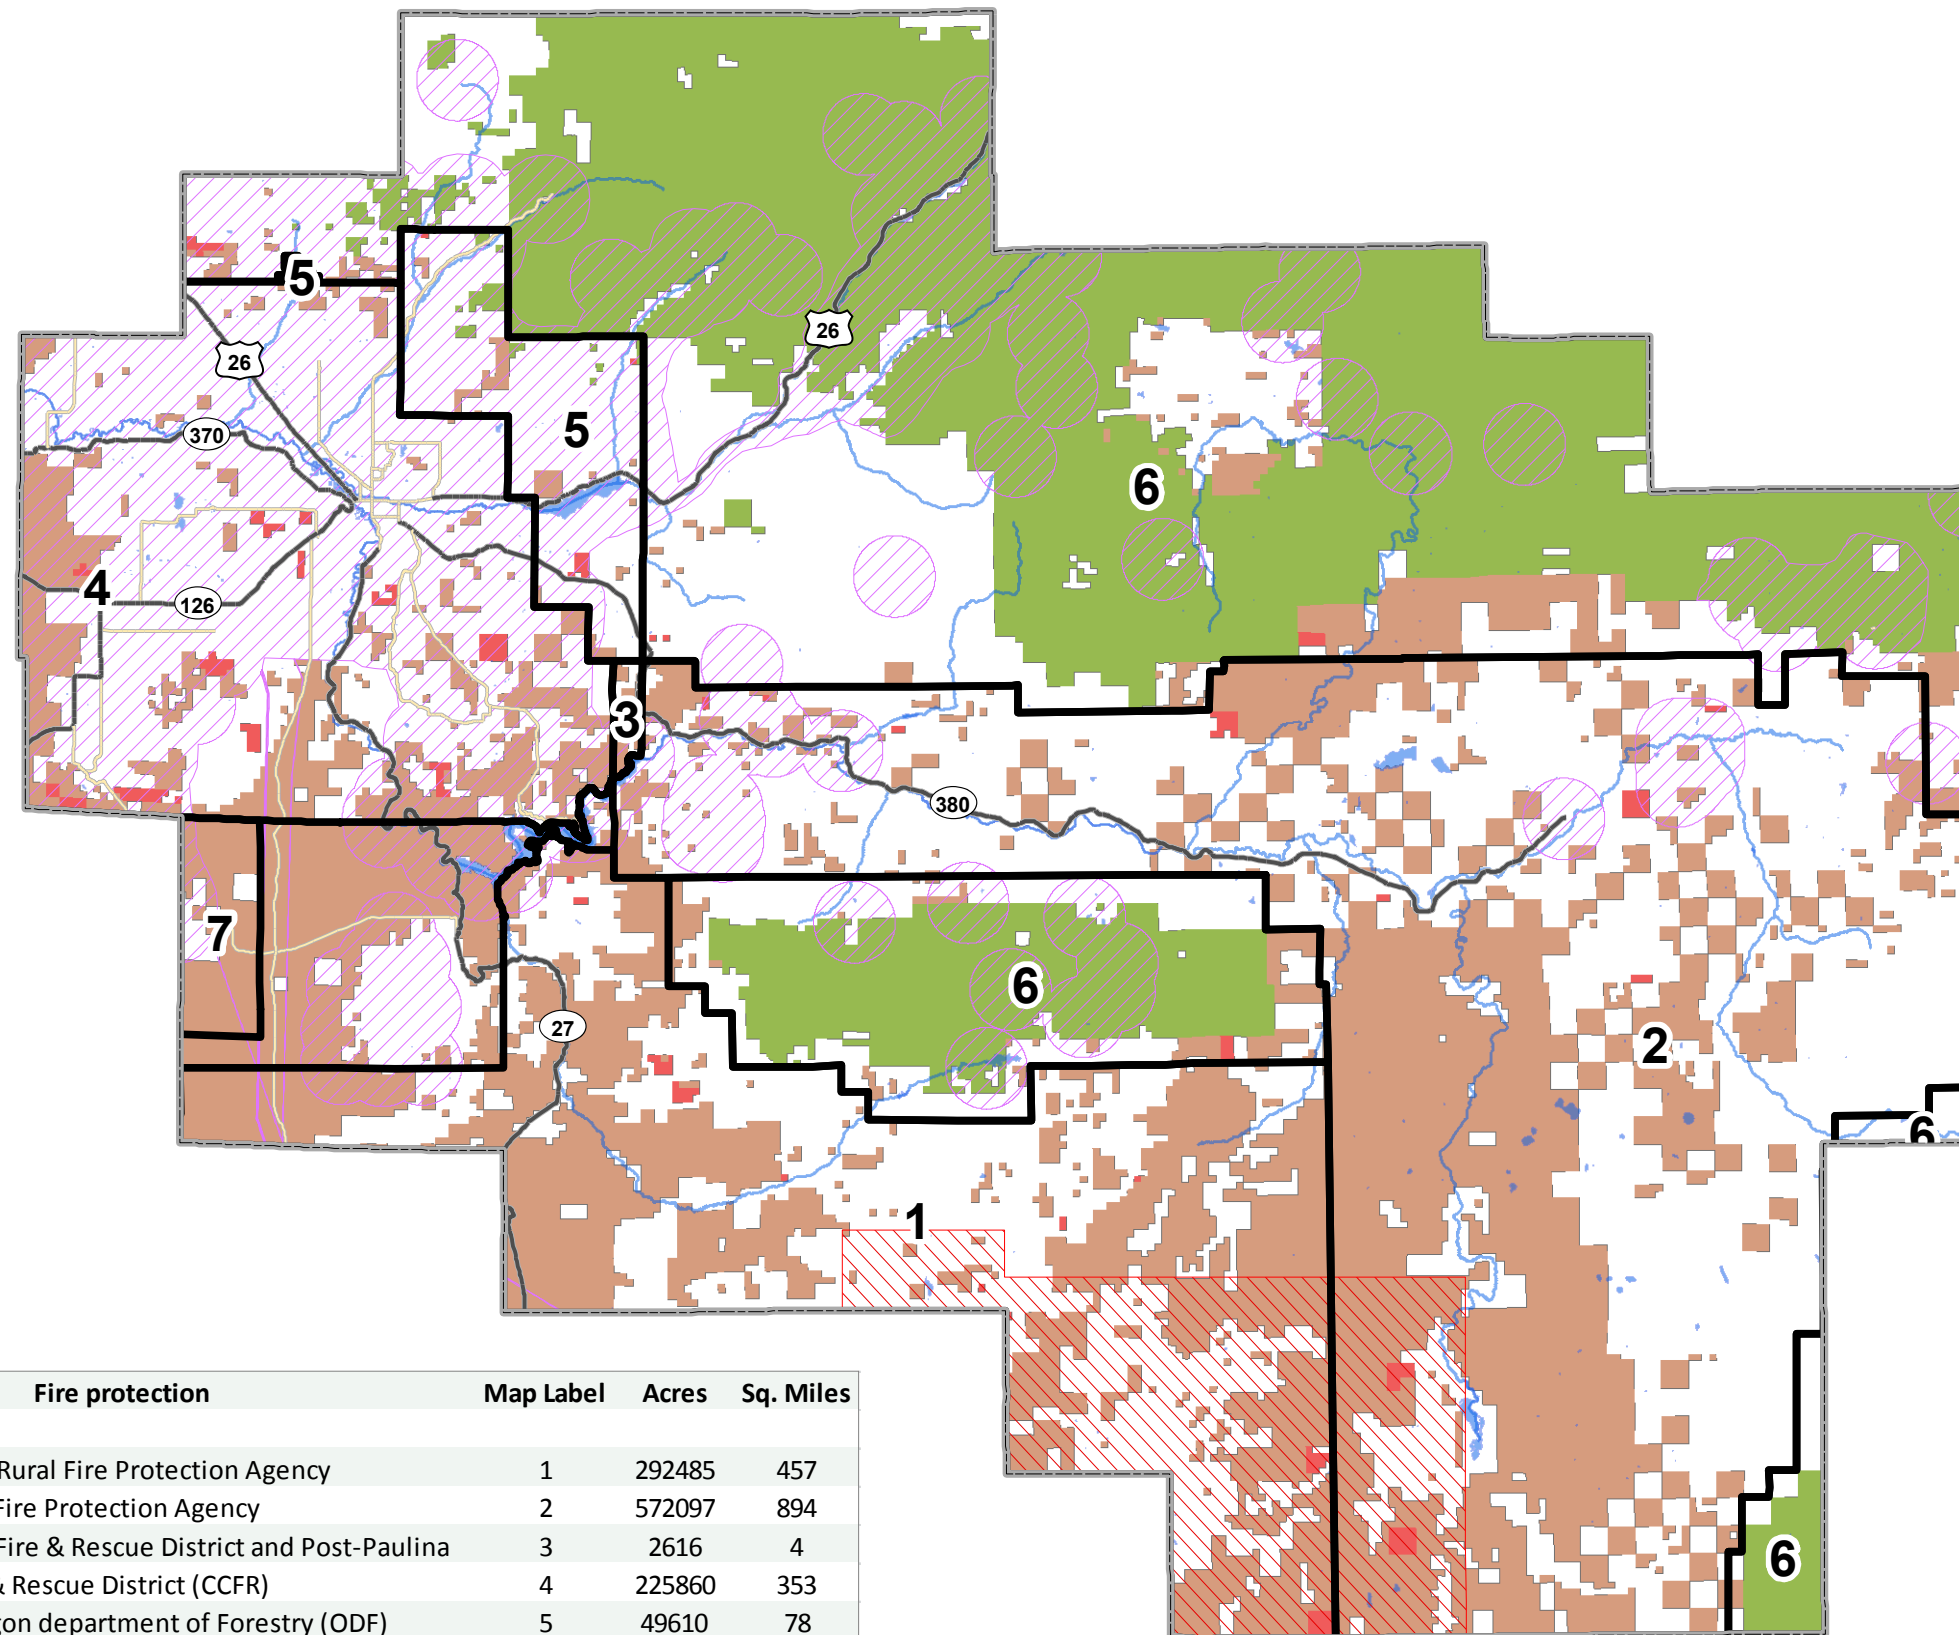 5
26
26
370
5
6
4
126
3
380
7
6
27
2
6
1
6
Fire protection Map Label Acres Sq. Miles
Rural Fire Protection Agency 1 292485 457
Fire Protection Agency 2 572097 894
Fire & Rescue District and Post-Paulina 3 2616 4
& Rescue District (CCFR) 4 225860 353
department of Forestry (ODF) 5 49610 78